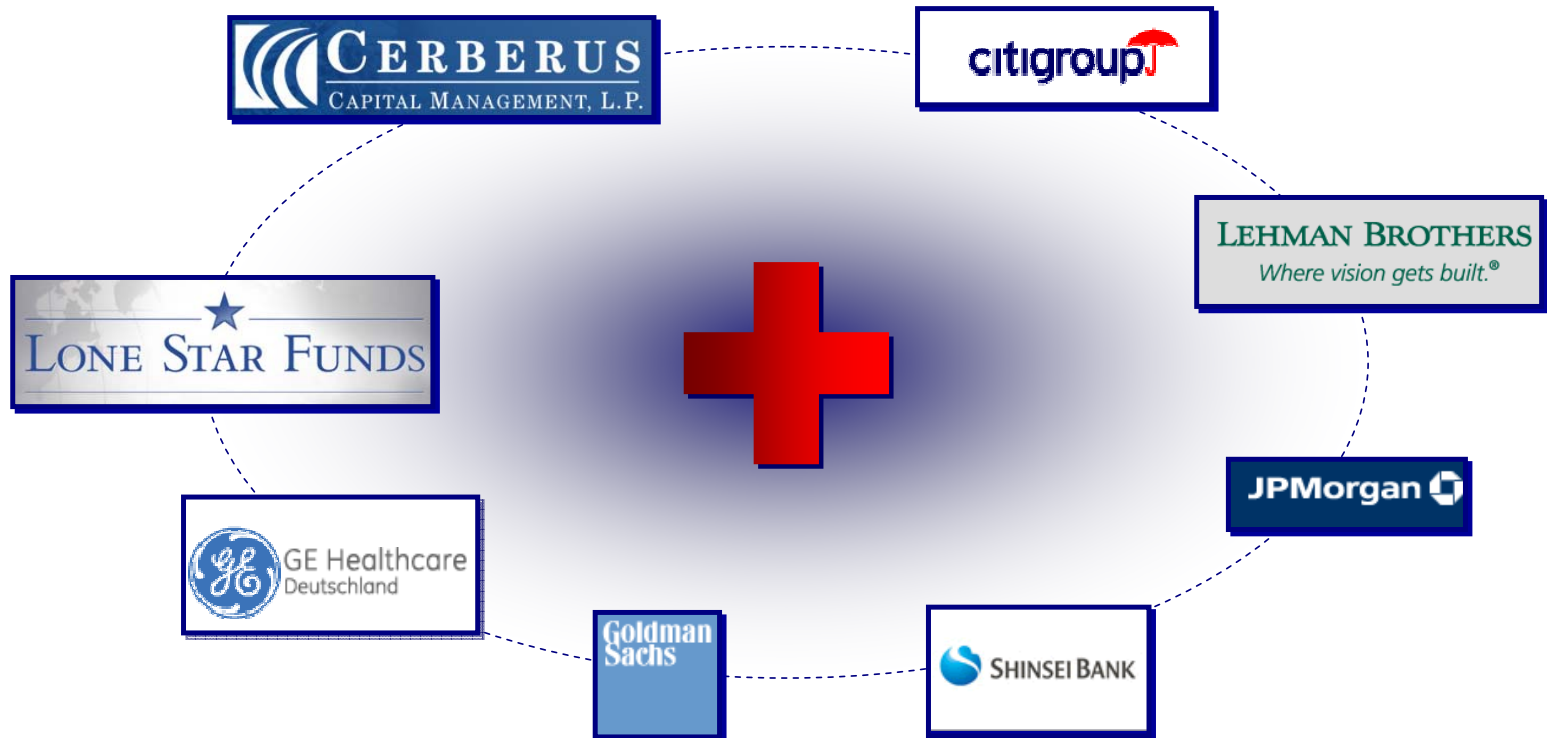 CERBERUS
CAPITAL MANAGEMENT, L.P.
citigroup
LEHMAN BROTHERS
Where vision gets built.®
LONE STAR FUNDS
JPMorgan
GE Healthcare
Deutschland
GE
Goldman
Sachs
SHINSEI BANK